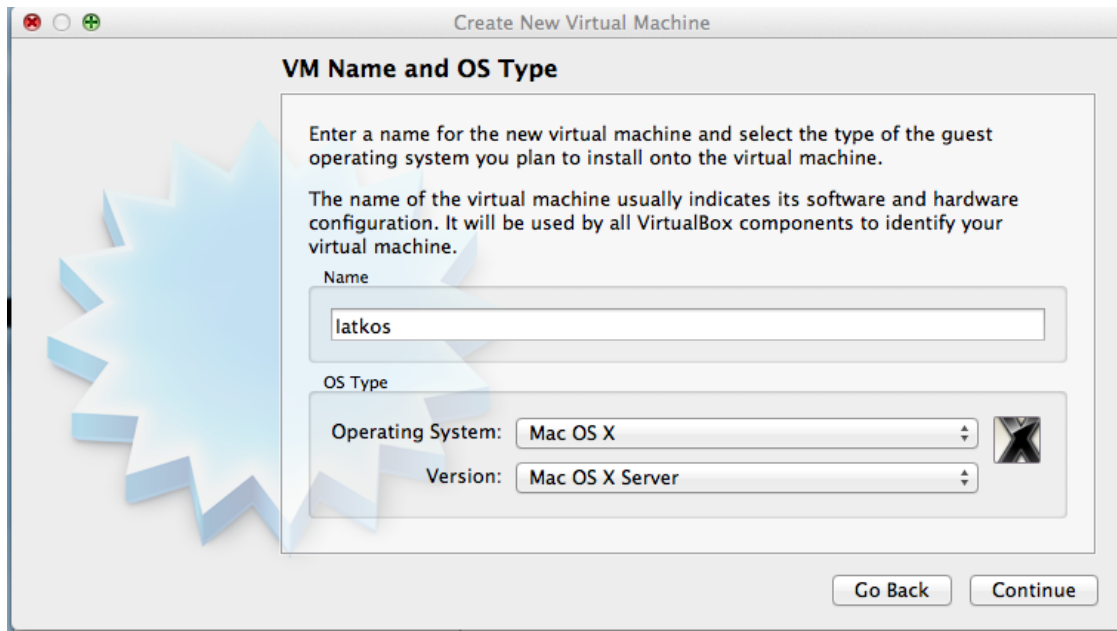 Create New Virtual Machine
VM Name and OS Type
Enter a name for the new virtual machine and select the type of the guest
operating system you plan to install onto the virtual machine.
The name of the virtual machine usually indicates its software and hardware
configuration. It will be used by all VirtualBox components to identify your
virtual machine.
Name
latkos
OS Type
Operating System: Mac OS X
Version: Mac OS X Server
Go Back Continue